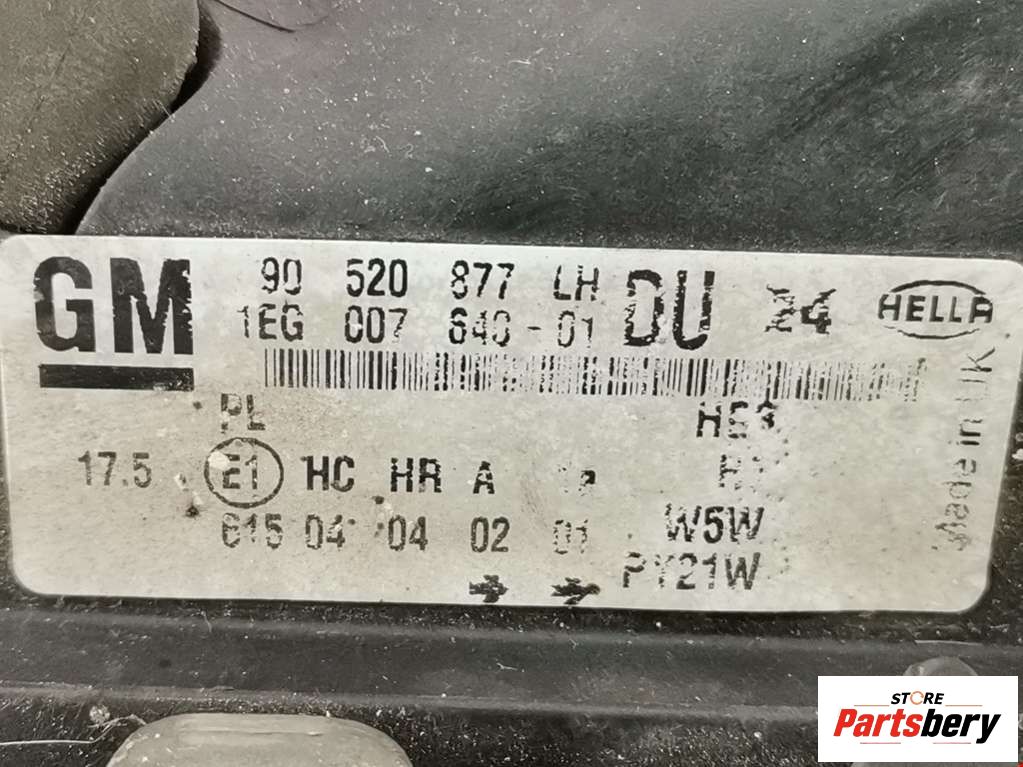 GM 90 520 877 LH DU HELLA
1EG 007 640-01
PL HB3
17.5 E1 HC HR A
615 04 04 02 01 W5W
PY21W
Made in UK
STORE
Partsbery